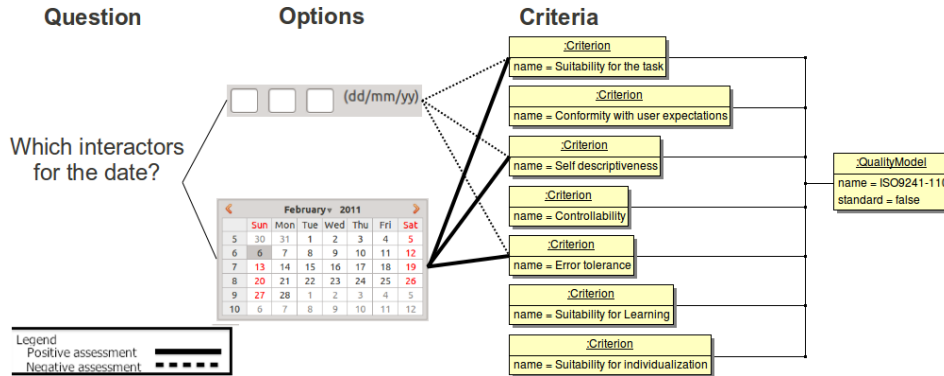 Question
Options
Criteria
Which interactors
for the date?
(dd/mm/yy)
February 2011
Sun Mon Tue Wed Thu Fri Sat
5 30 31 1 2 3 4 5
6 6 7 8 9 10 11 12
7 13 14 15 16 17 18 19
8 20 21 22 23 24 25 26
9 27 28 1 2 3 4 5
10 6 7 8 9 10 11 12
:Criterion
name = Suitability for the task
:Criterion
name = Conformity with user expectations
:Criterion
name = Self descriptiveness
:Criterion
name = Controllability
:Criterion
name = Error tolerance
:Criterion
name = Suitability for Learning
:Criterion
name = Suitability for individualization
:QualityModel
name = ISO9241-110
standard = false
Legend
Positive assessment
Negative assessment